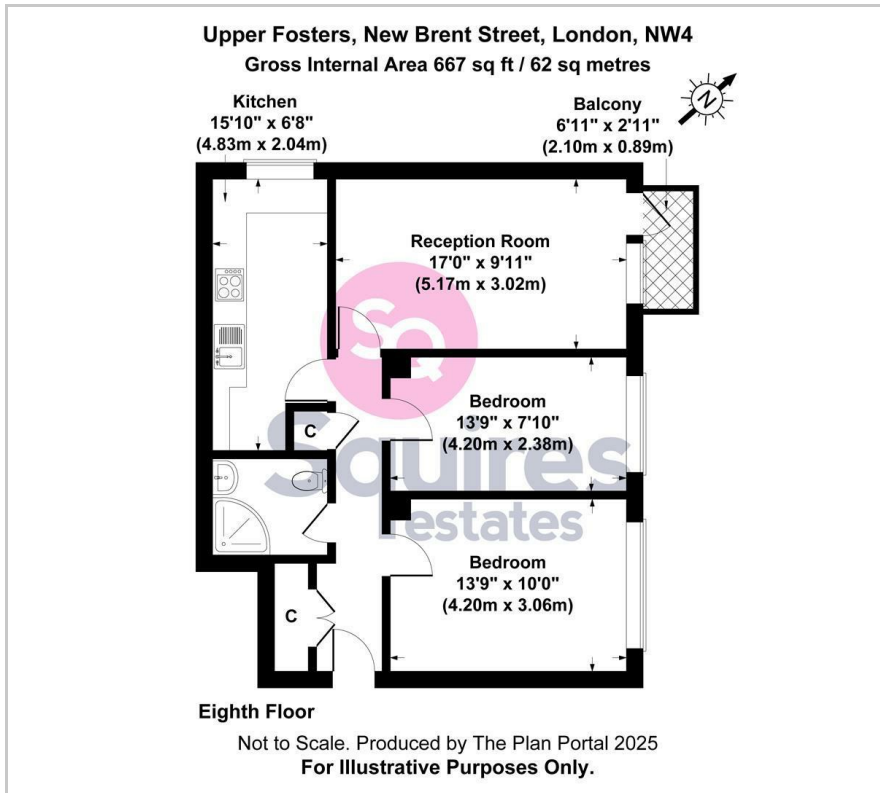 Upper Fosters, New Brent Street, London, NW4
Gross Internal Area 667 sq ft / 62 sq metres
Kitchen
15'10" x 6'8"
(4.83m x 2.04m)
Balcony
6'11" x 2'11"
(2.10m x 0.89m)
N
Reception Room
17'0" x 9'11"
(5.17m x 3.02m)
SQ
Bedroom
13'9" x 7'10"
(4.20m x 2.38m)
C
Squires
estates
Bedroom
13'9" x 10'0"
(4.20m x 3.06m)
C
Eighth Floor
Not to Scale. Produced by The Plan Portal 2025
For Illustrative Purposes Only.